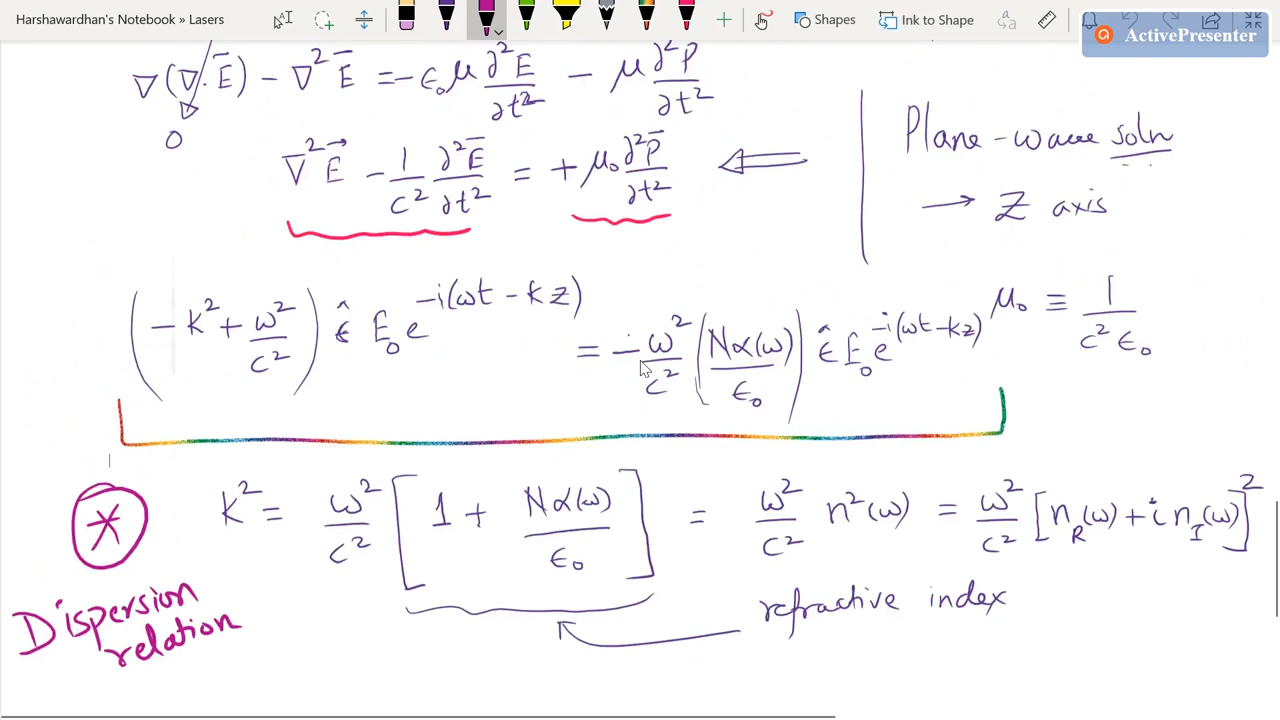 Harshawardhan's Notebook » Lasers
Shapes
Ink to Shape
ActivePresenter
∇(∇·E̅) − ∇²E̅ = −ϵ₀μ ∂²E̅/∂t² − μ ∂²P̅/∂t²
0
∇²E⃗ − 1/c² ∂²E̅/∂t² = +μ₀ ∂²P̅/∂t² ⇐
Plane-wave soln
→ Z axis
(−k² + ω²/c²) ϵ̂ E₀ e^{−i(ωt − kz)}
= − ω²/c² (Nα(ω)/ϵ₀) ϵ̂ E₀ e^{−i(ωt−kz)}
μ₀ ≡ 1/c²ϵ₀
* k² = ω²/c² [1 + Nα(ω)/ϵ₀] = ω²/c² n²(ω) = ω²/c² [n_R(ω) + i n_I(ω)]²
Dispersion
relation
refractive index